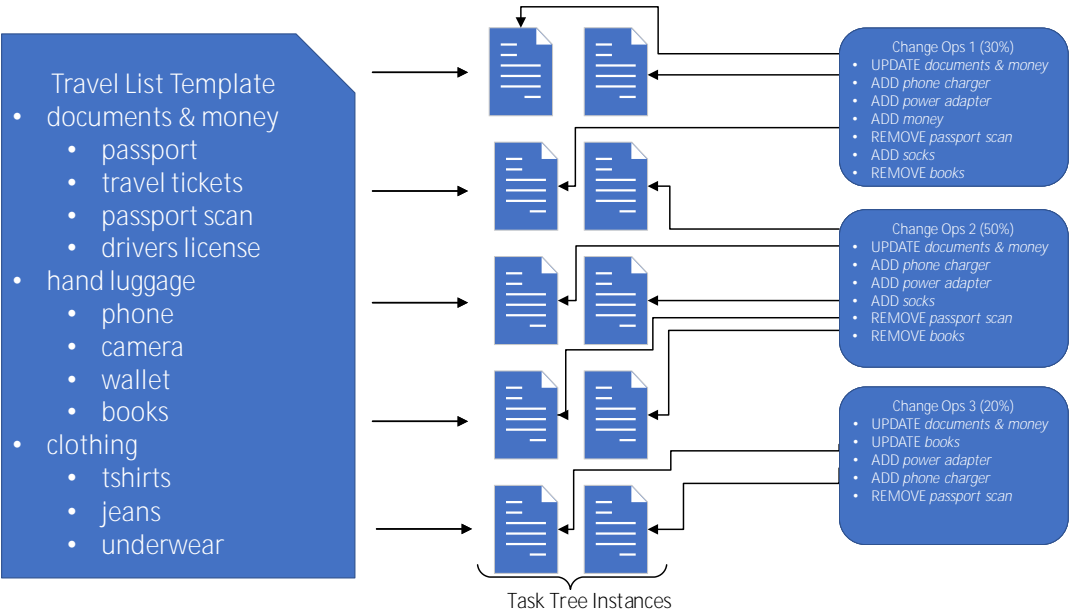 Travel List Template
• documents & money
• passport
• travel tickets
• passport scan
• drivers license
• hand luggage
• phone
• camera
• wallet
• books
• clothing
• tshirts
• jeans
• underwear
Task Tree Instances
Change Ops 1 (30%)
• UPDATE documents & money
• ADD phone charger
• ADD power adapter
• ADD money
• REMOVE passport scan
• ADD socks
• REMOVE books
Change Ops 2 (50%)
• UPDATE documents & money
• ADD phone charger
• ADD power adapter
• ADD socks
• REMOVE passport scan
• REMOVE books
Change Ops 3 (20%)
• UPDATE documents & money
• UPDATE books
• ADD power adapter
• ADD phone charger
• REMOVE passport scan